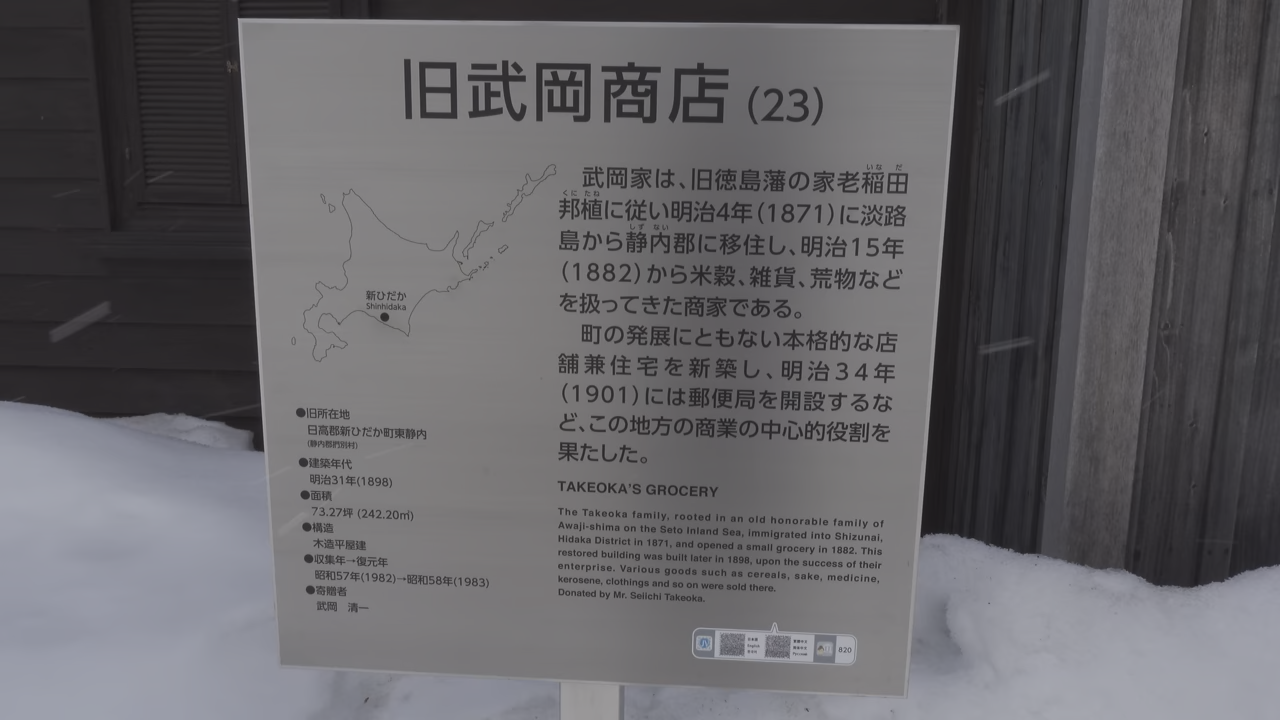 旧武岡商店 (23)
武岡家は、旧徳島藩の家老稲田
邦植に従い明治4年(1871)に淡路
島から静内郡に移住し、明治15年
(1882)から米穀、雑貨、荒物など
を扱ってきた商家である。
町の発展にともない本格的な店
舗兼住宅を新築し、明治34年
(1901)には郵便局を開設するな
ど、この地方の商業の中心的役割を
果たした。
新ひだか
Shinhidaka
●旧所在地
日高郡新ひだか町東静内
●建築年代
明治31年(1898)
●面積
73.27坪 (242.20㎡)
●構造
木造平屋建
●収集年→復元年
昭和57年(1982)→昭和58年(1983)
●寄贈者
武岡 清一
TAKEOKA'S GROCERY
The Takeoka family, rooted in an old honorable family of
Awaji-shima on the Seto Inland Sea, immigrated into Shizunai,
Hidaka District in 1871, and opened a small grocery in 1882. This
restored building was built later in 1898, upon the success of their
enterprise. Various goods such as cereals, sake, medicine,
kerosene, clothings and so on were sold there.
Donated by Mr. Seiichi Takeoka.
820